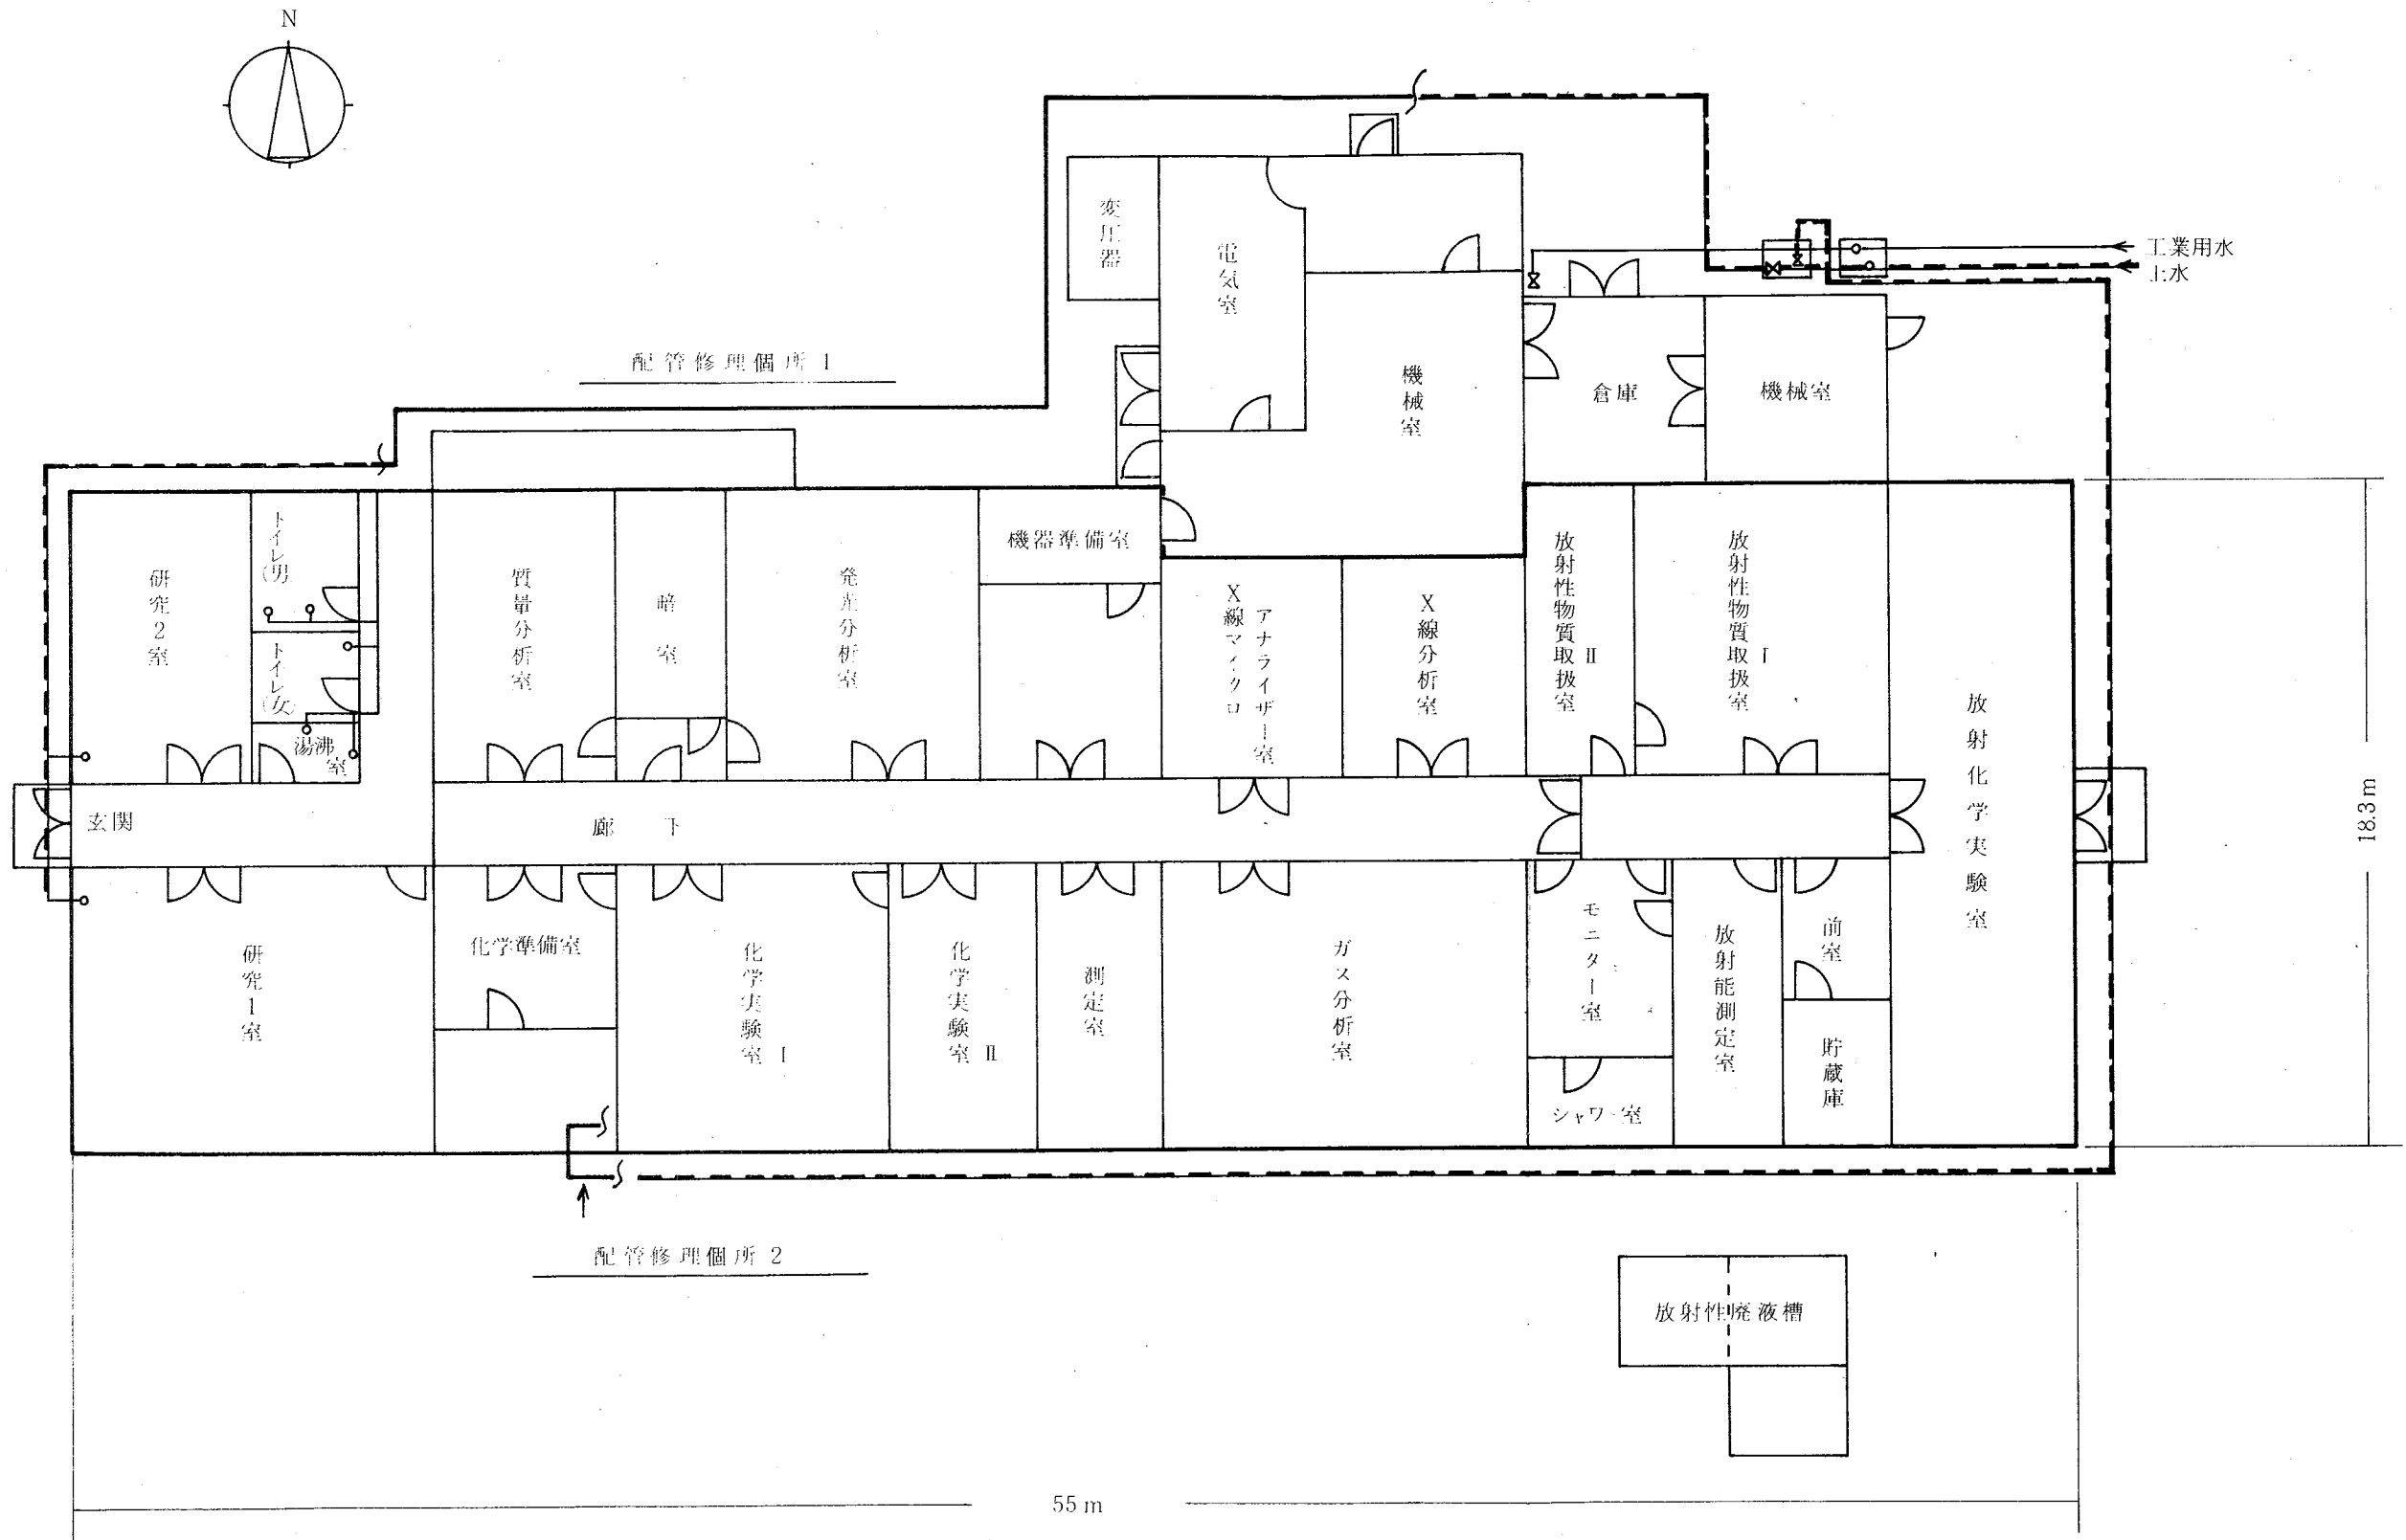 N
工業用水
上水
変圧器
電気室
配管修理個所 1
機械室
倉庫
機械室
研究2室
トイレ(男
トイレ(女)
湯沸室
質量分析室
暗室
発光分析室
機器準備室
X線マイクロアナライザー室
X線分析室
放射性物質取扱室 II
放射性物質取扱室 I
放射化学実験室
玄関
廊下
18.3m
研究1室
化学準備室
化学実験室 I
化学実験室 II
測定室
ガス分析室
モニター室
シャワー室
放射能測定室
前室
貯蔵庫
配管修理個所 2
放射性廃液槽
55m